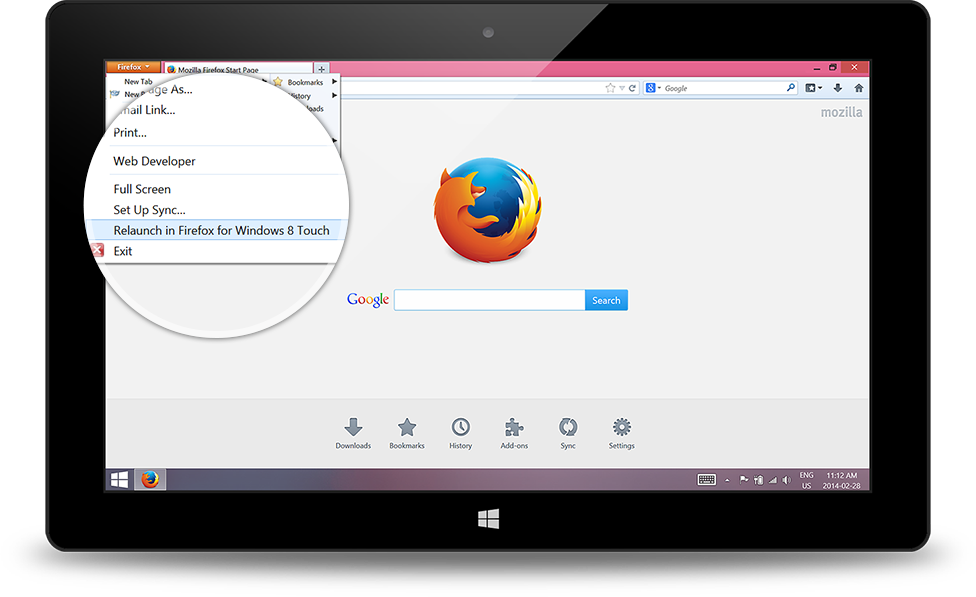 Firefox
Mozilla Firefox Start Page
+
New Tab
Bookmarks
New
History
Page As...
Email Link...
Print...
Web Developer
Full Screen
Set Up Sync...
Relaunch in Firefox for Windows 8 Touch
Exit
Google
mozilla
Google
Search
Downloads
Bookmarks
History
Add-ons
Sync
Settings
ENG
US
11:12 AM
2014-02-28